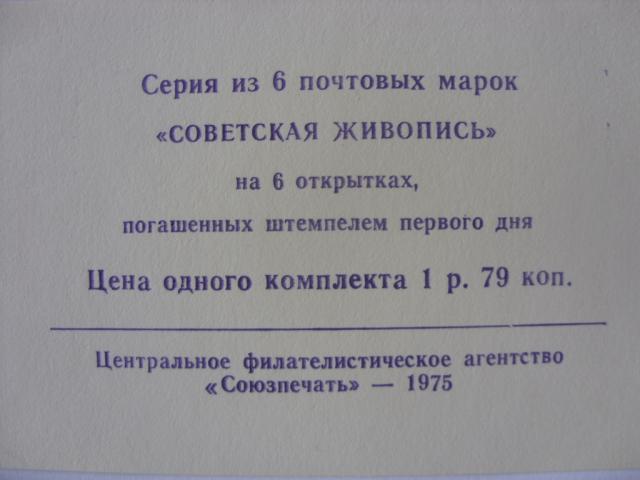 Серия из 6 почтовых марок
«СОВЕТСКАЯ ЖИВОПИСЬ»
на 6 открытках,
погашенных штемпелем первого дня
Цена одного комплекта 1 р. 79 коп.
Центральное филателистическое агентство
«Союзпечать» — 1975